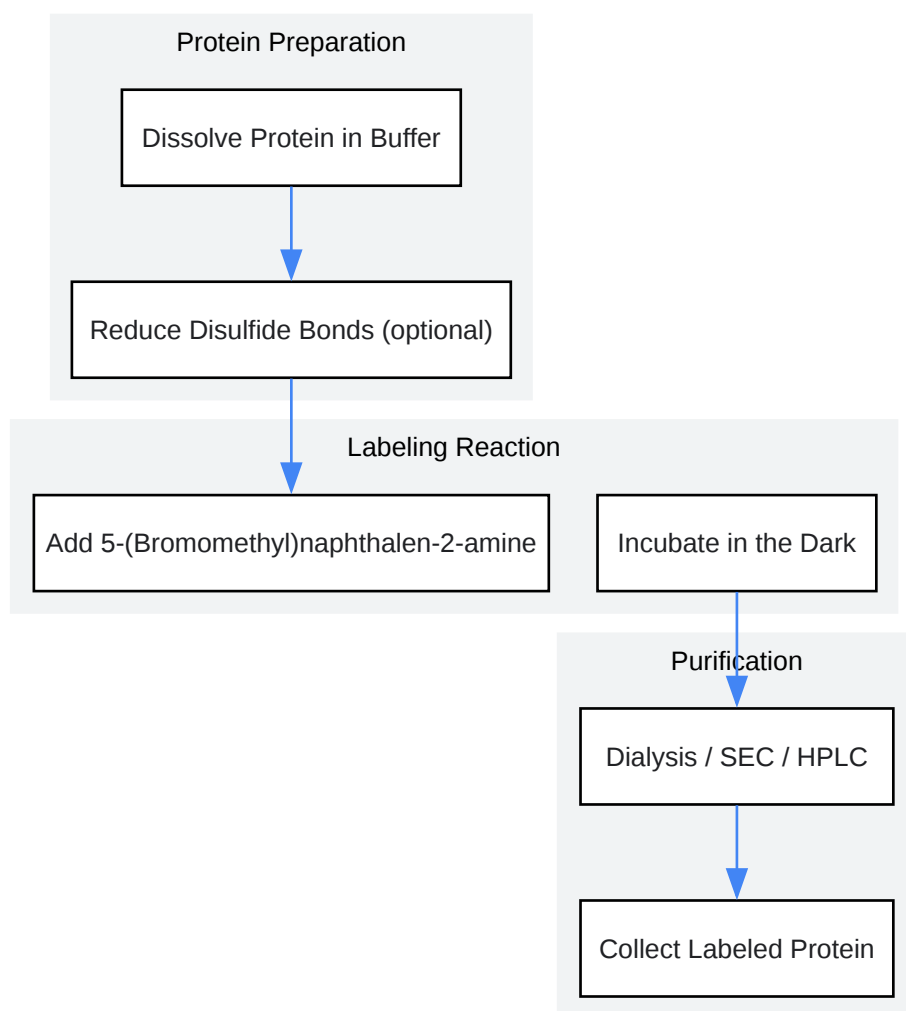 Protein Preparation
Dissolve Protein in Buffer
Reduce Disulfide Bonds (optional)
Labeling Reaction
Add 5-(Bromomethyl)naphthalen-2-amine
Incubate in the Dark
Purification
Dialysis / SEC / HPLC
Collect Labeled Protein